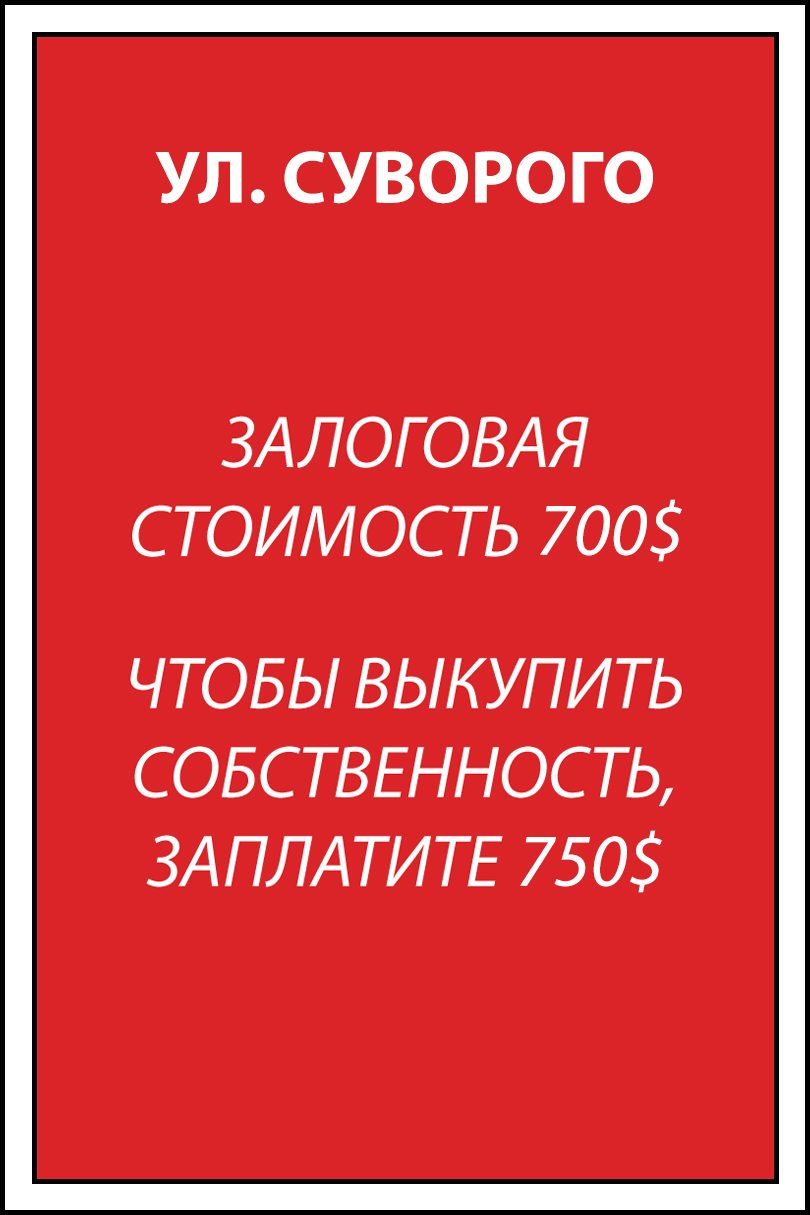 УЛ. СУВОРОГО
ЗАЛОГОВАЯ
СТОИМОСТЬ 700$
ЧТОБЫ ВЫКУПИТЬ
СОБСТВЕННОСТЬ,
ЗАПЛАТИТЕ 750$